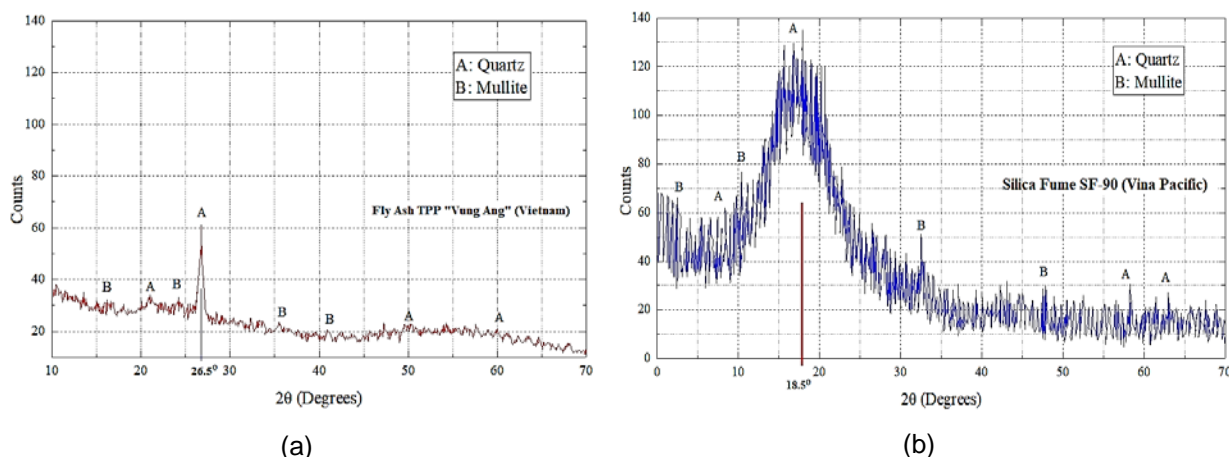 140
120
100
80
60
40
20
Counts
A: Quartz
B: Mullite
Fly Ash TPP "Vung Ang" (Vietnam)
A
B
A
B
B
B
A
A
10
20
26.5⁰
30
40
50
60
70
2θ (Degrees)
(a)
140
120
100
80
60
40
20
0
Counts
A: Quartz
B: Mullite
Silica Fume SF-90 (Vina Pacific)
A
B
B
A
B
B
A
A
0
10
18.5⁰
20
30
40
50
60
70
2θ (Degrees)
(b)